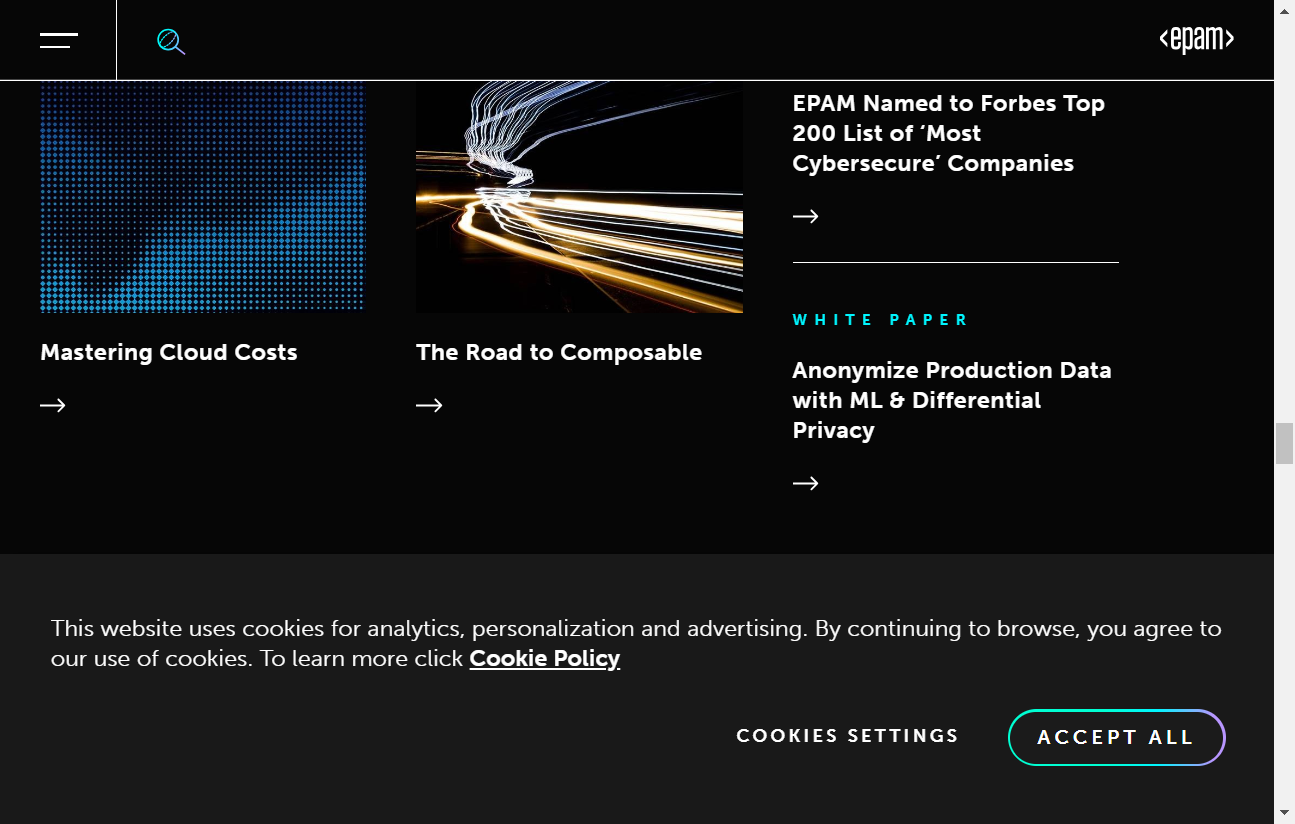 <epam>
EPAM Named to Forbes Top
200 List of ‘Most
Cybersecure’ Companies
Mastering Cloud Costs
The Road to Composable
WHITE PAPER
Anonymize Production Data
with ML & Differential
Privacy
This website uses cookies for analytics, personalization and advertising. By continuing to browse, you agree to
our use of cookies. To learn more click Cookie Policy
COOKIES SETTINGS
ACCEPT ALL